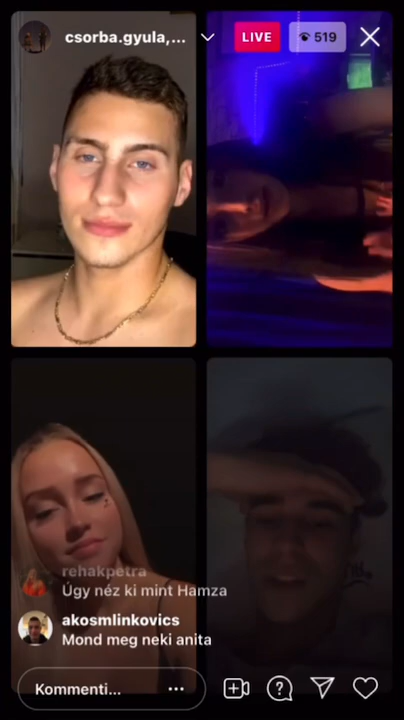 csorba.gyula,...
LIVE
519
rehakpetra
Úgy néz ki mint Hamza
akosmlinkovics
Mond meg neki anita
Kommenti...